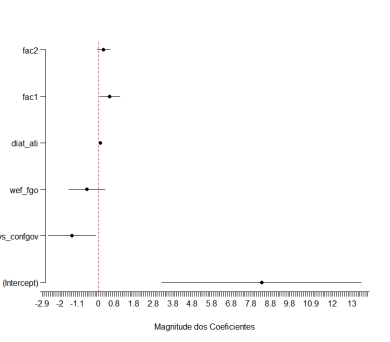 fac2
fac1
diat_ati
wef_fgo
vs_confgov
(Intercept)
-2.9 -2 -1.1 0 0.8 1.8 2.8 3.8 4.8 5.8 6.8 7.8 8.8 9.8 10.9 12 13
Magnitude dos Coeficientes